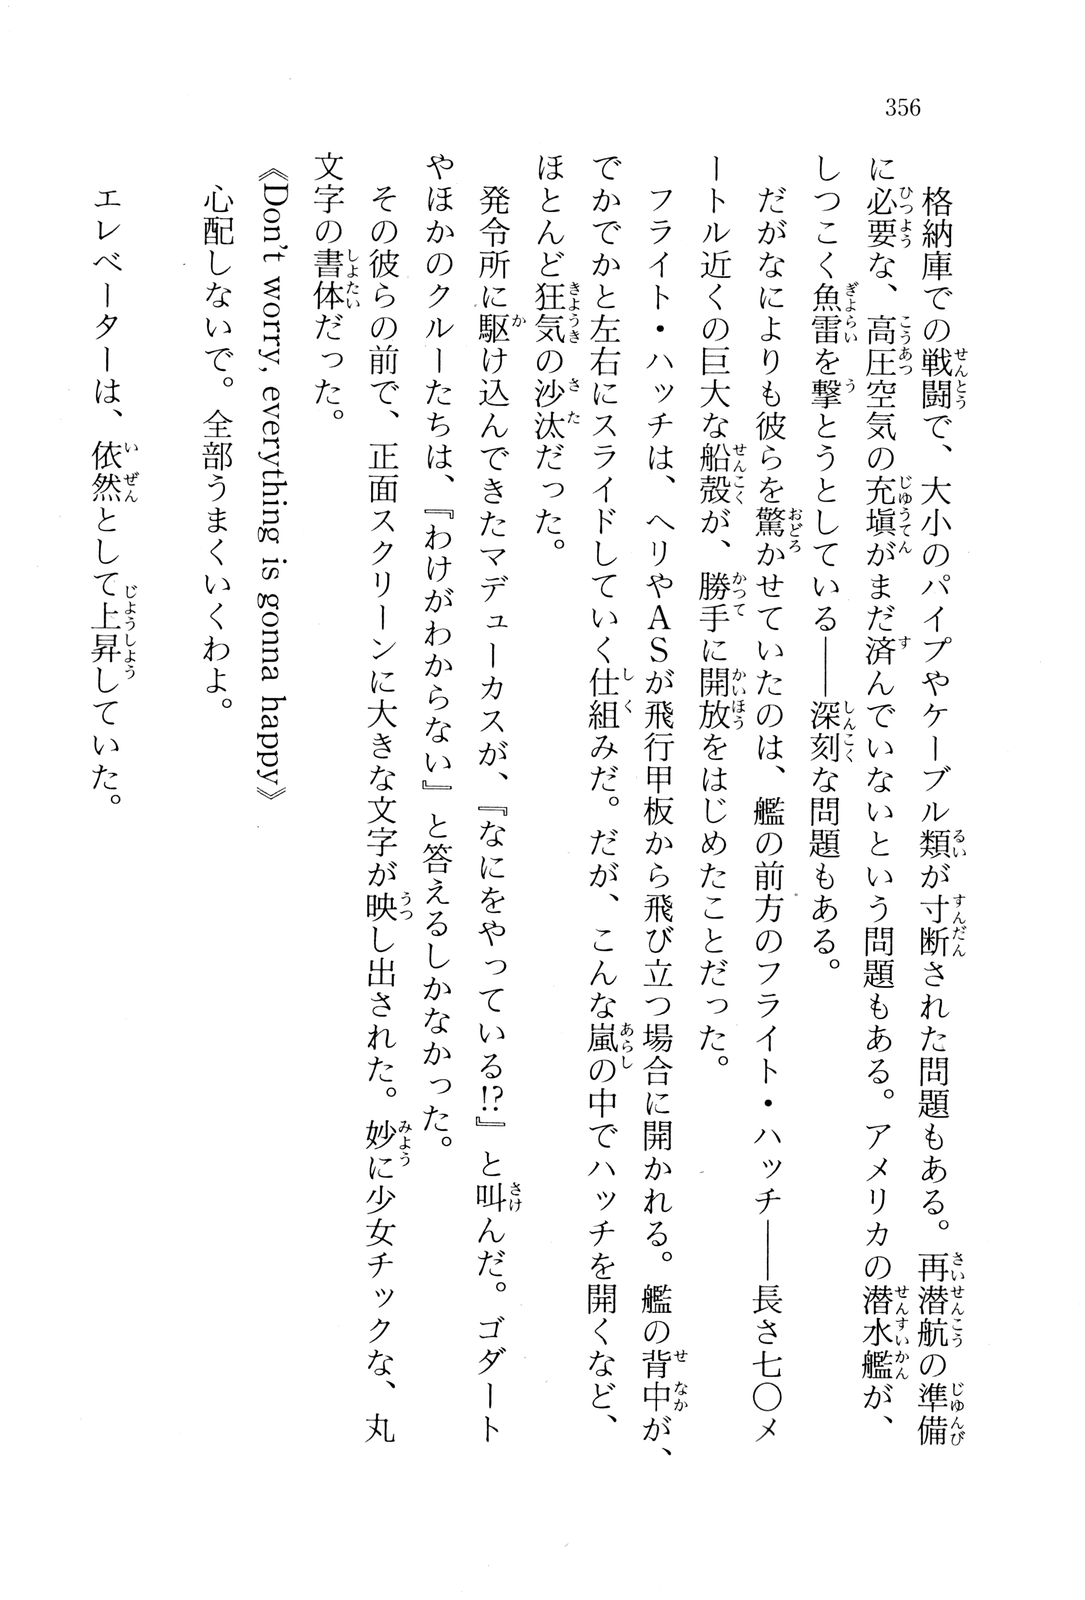 356
格納庫での戦闘で、大小のパイプやケーブル類が寸断された問題もある。再潜航の準備
に必要な、高圧空気の充塡がまだ済んでいないという問題もある。アメリカの潜水艦が、
しつこく魚雷を撃とうとしている――深刻な問題もある。
だがなによりも彼らを驚かせていたのは、艦の前方のフライト・ハッチ――長さ七〇メ
ートル近くの巨大な船殻が、勝手に開放をはじめたことだった。
フライト・ハッチは、ヘリやASが飛行甲板から飛び立つ場合に開かれる。艦の背中が、
でかでかと左右にスライドしていく仕組みだ。だが、こんな嵐の中でハッチを開くなど、
ほとんど狂気の沙汰だった。
発令所に駆け込んできたマデューカスが、『なにをやっている!?』と叫んだ。ゴダート
やほかのクルーたちは、『わけがわからない』と答えるしかなかった。
その彼らの前で、正面スクリーンに大きな文字が映し出された。妙に少女チックな、丸
文字の書体だった。
《Don't worry, everything is gonna happy》
心配しないで。全部うまくいくわよ。
エレベーターは、依然として上昇していた。